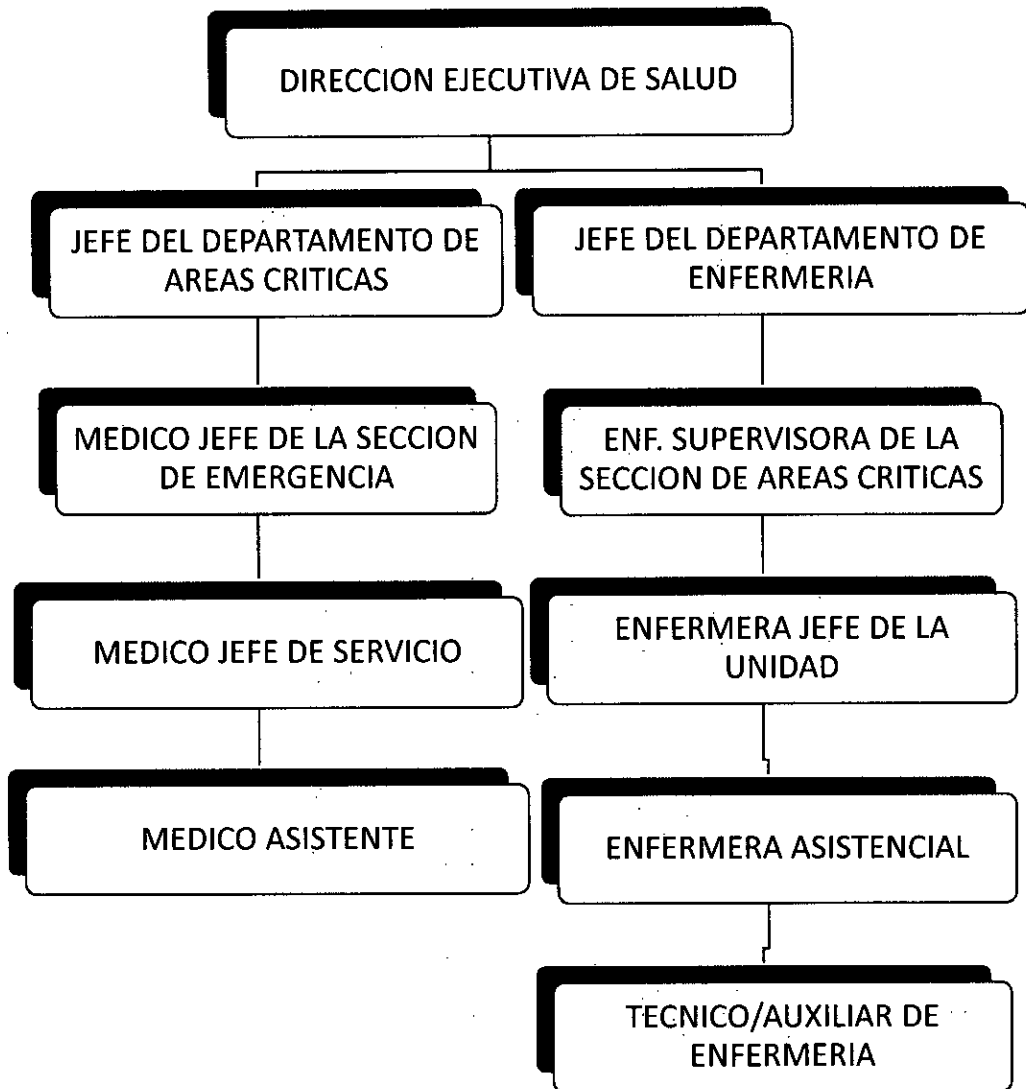 DIRECCION EJECUTIVA DE SALUD
JEFE DEL DEPARTAMENTO DE
AREAS CRITICAS
JEFE DEL DEPARTAMENTO DE
ENFERMERIA
MEDICO JEFE DE LA SECCION
DE EMERGENCIA
ENF. SUPERVISORA DE LA
SECCION DE AREAS CRITICAS
MEDICO JEFE DE SERVICIO
ENFERMERA JEFE DE LA
UNIDAD
MEDICO ASISTENTE
ENFERMERA ASISTENCIAL
TECNICO/AUXILIAR DE
ENFERMERIA